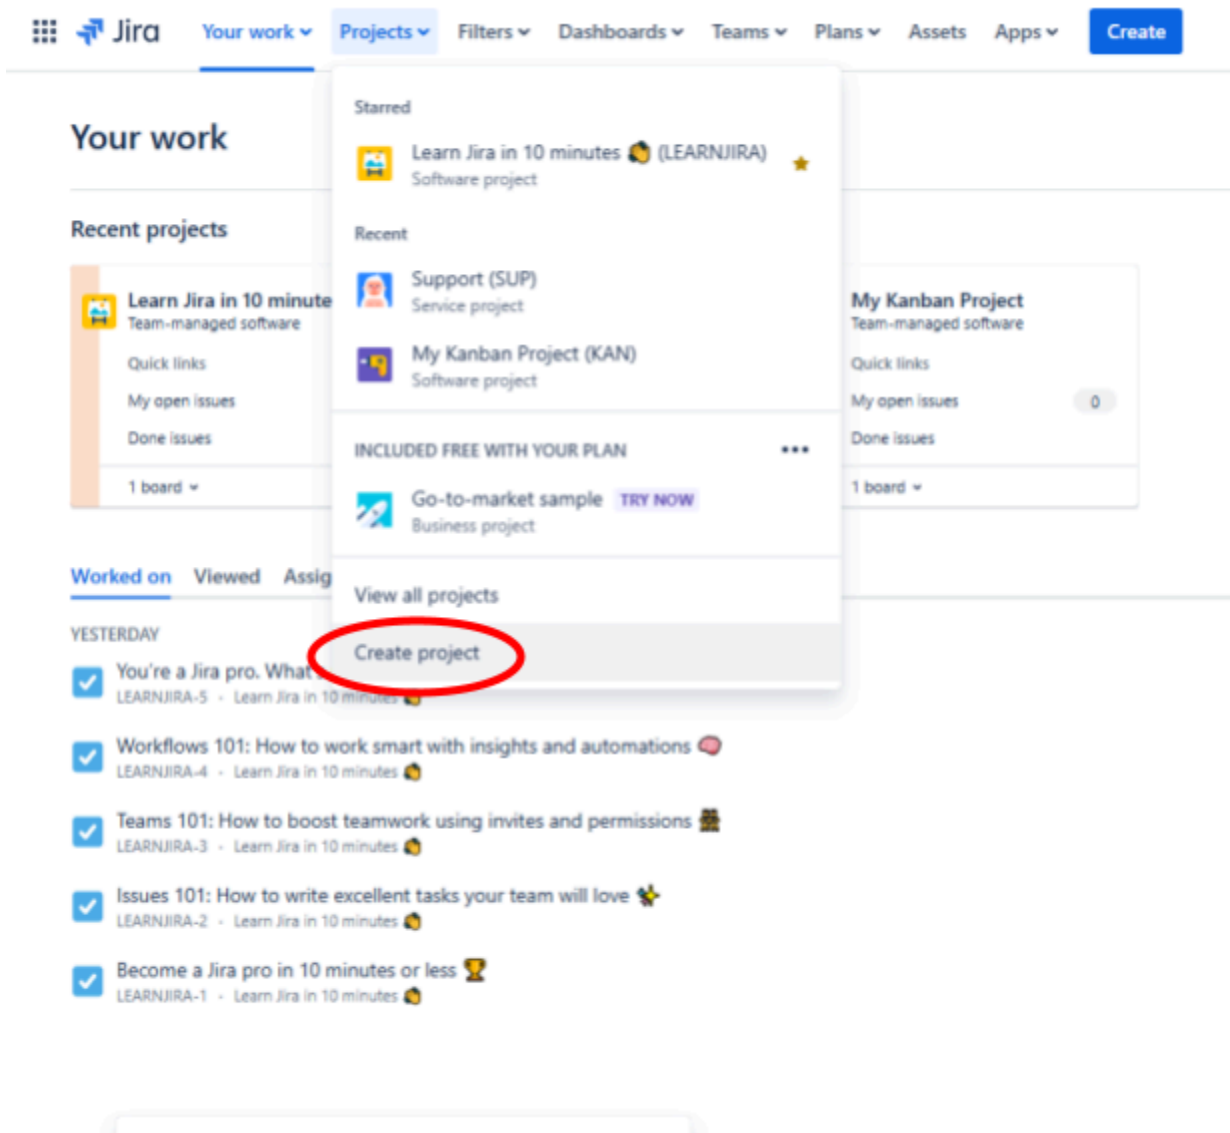 Jira Your work Projects Filters Dashboards Teams Plans Assets Apps Create
Your work
Recent projects
Learn Jira in 10 minute
Team-managed software
Quick links
My open issues
Done issues
1 board
Starred
Learn Jira in 10 minutes (LEARNJIRA)
Software project
Recent
Support (SUP)
Service project
My Kanban Project (KAN)
Software project
INCLUDED FREE WITH YOUR PLAN
Go-to-market sample TRY NOW
Business project
View all projects
Create project
My Kanban Project
Team-managed software
Quick links
My open issues 0
Done issues
1 board
Worked on Viewed Assig
YESTERDAY
You're a Jira pro. What
LEARNJIRA-5 · Learn Jira in 10 minutes
Workflows 101: How to work smart with insights and automations
LEARNJIRA-4 · Learn Jira in 10 minutes
Teams 101: How to boost teamwork using invites and permissions
LEARNJIRA-3 · Learn Jira in 10 minutes
Issues 101: How to write excellent tasks your team will love
LEARNJIRA-2 · Learn Jira in 10 minutes
Become a Jira pro in 10 minutes or less
LEARNJIRA-1 · Learn Jira in 10 minutes